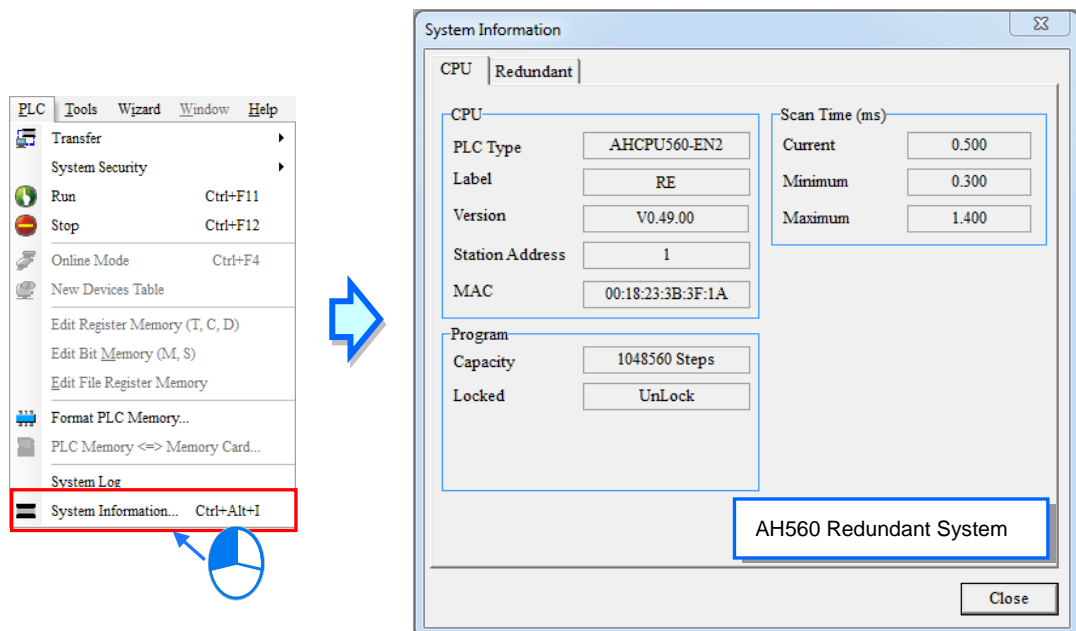 PLC Tools Wizard Window Help
Transfer
System Security
Run Ctrl+F11
Stop Ctrl+F12
Online Mode Ctrl+F4
New Devices Table
Edit Register Memory (T, C, D)
Edit Bit Memory (M, S)
Edit File Register Memory
Format PLC Memory...
PLC Memory <=> Memory Card...
System Log
System Information... Ctrl+Alt+I
System Information
CPU Redundant
CPU
PLC Type AHCPU560-EN2
Label RE
Version V0.49.00
Station Address 1
MAC 00:18:23:3B:3F:1A
Program
Capacity 1048560 Steps
Locked UnLock
Scan Time (ms)
Current 0.500
Minimum 0.300
Maximum 1.400
AH560 Redundant System
Close